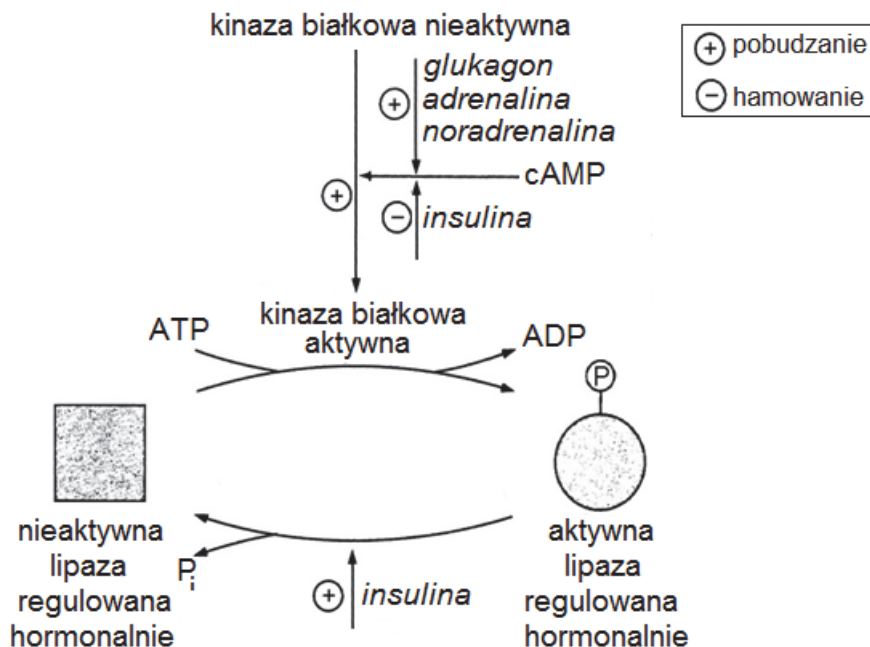 kinaza białkowa nieaktywna
+ pobudzanie
− hamowanie
glukagon
+ adrenalina
noradrenalina
cAMP
+
− insulina
kinaza białkowa
aktywna
ATP
ADP
P
nieaktywna
lipaza
regulowana
hormonalnie
aktywna
lipaza
regulowana
hormonalnie
Pi
+ insulina